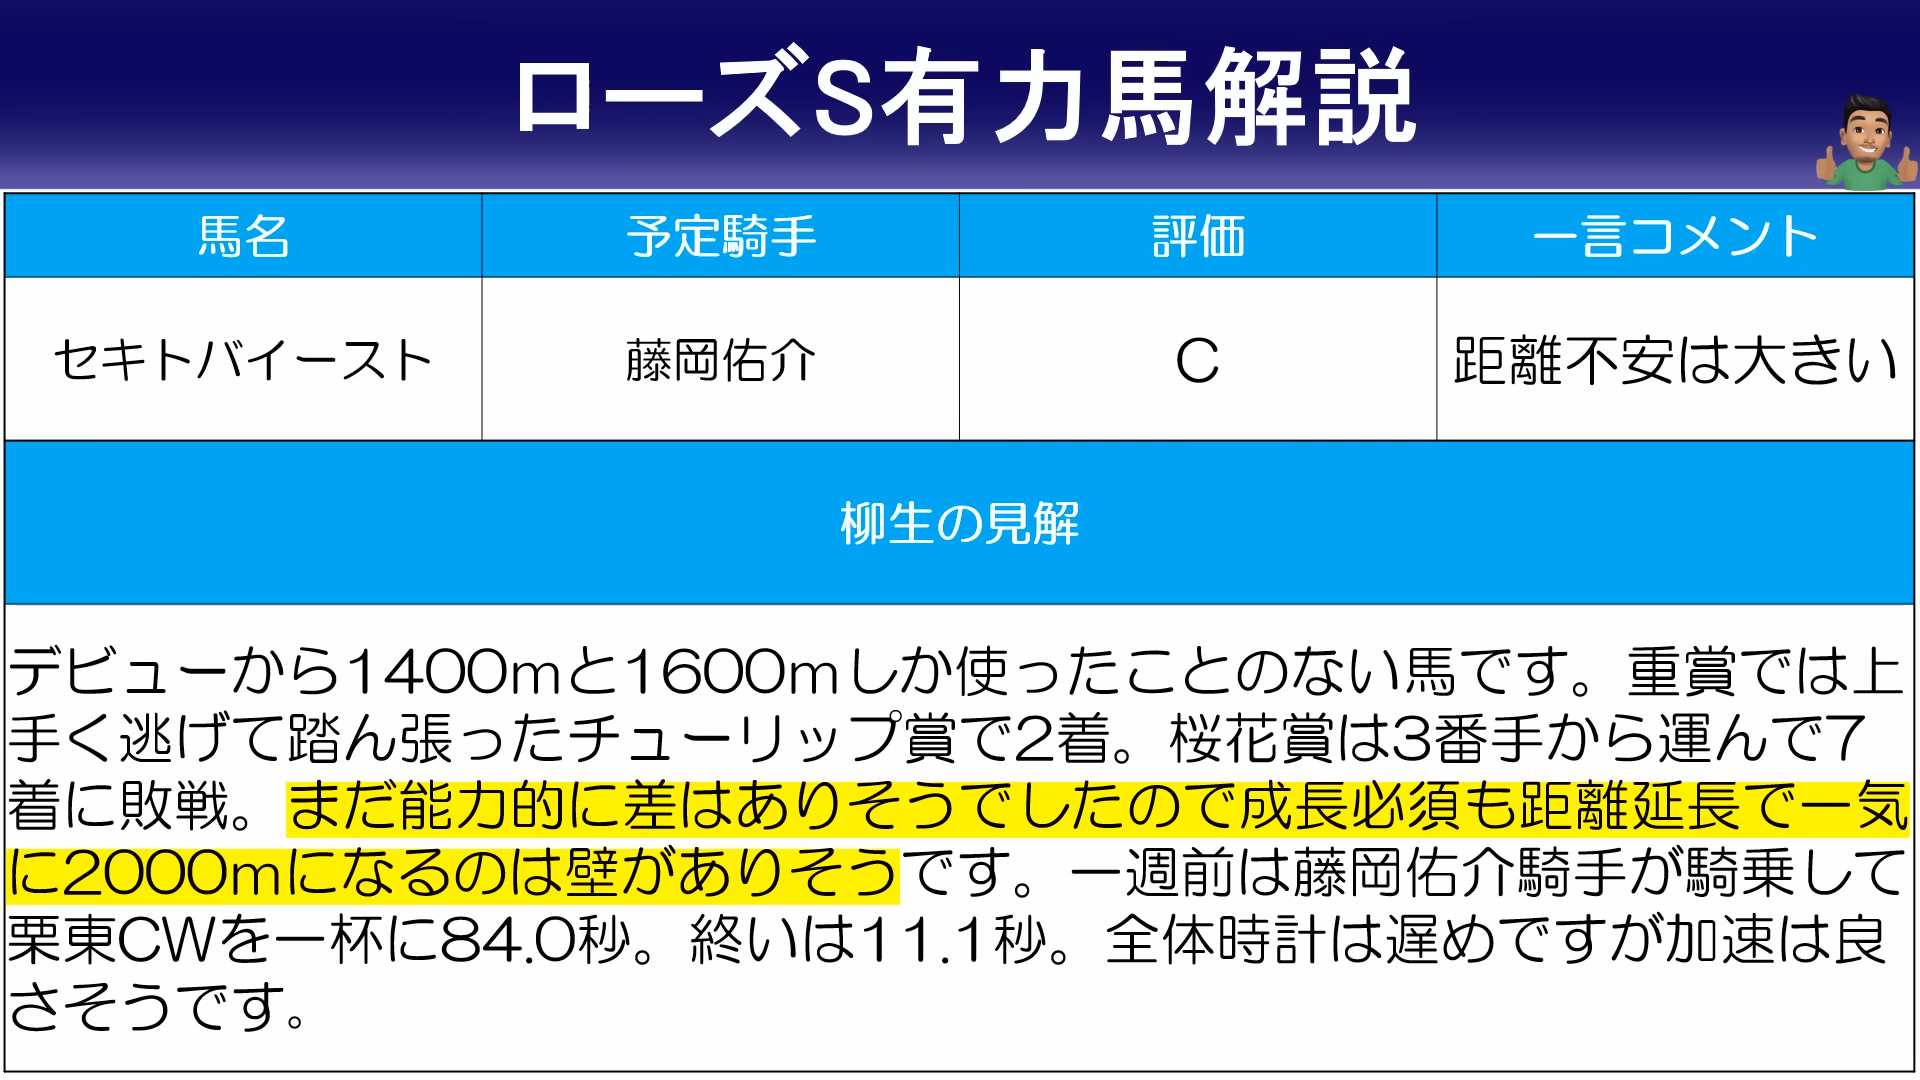 ローズS有力馬解説
馬名 予定騎手 評価 一言コメント
セキトバイースト 藤岡佑介 C 距離不安は大きい
柳生の見解
デビューから1400mと1600mしか使ったことのない馬です。重賞では上
手く逃げて踏ん張ったチューリップ賞で2着。桜花賞は3番手から運んで7
着に敗戦。まだ能力的に差はありそうでしたので成長必須も距離延長で一気
に2000mになるのは壁がありそうです。一週前は藤岡佑介騎手が騎乗して
栗東CWを一杯に84.0秒。終いは11.1秒。全体時計は遅めですが加速は良
さそうです。